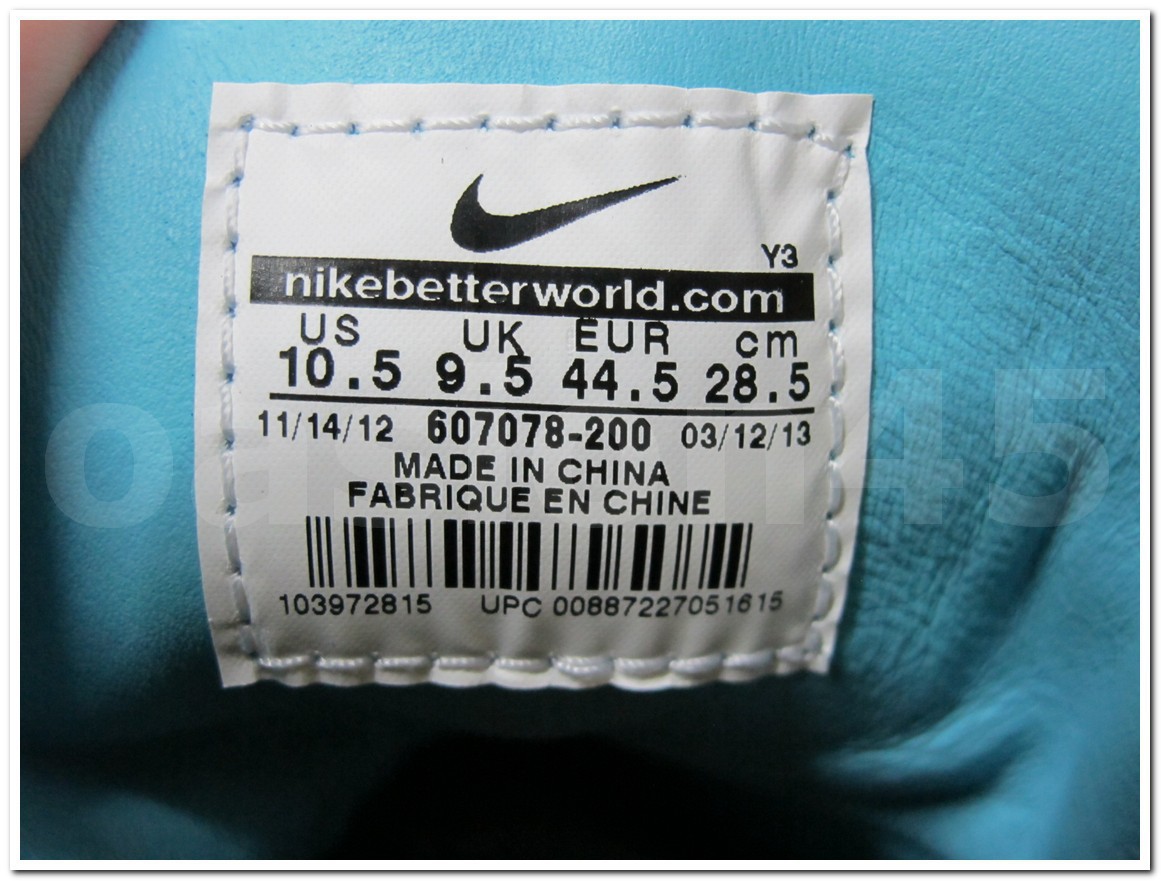 Y3
nikebetterworld.com
US UK EUR cm
10.5 9.5 44.5 28.5
11/14/12 607078-200 03/12/13
MADE IN CHINA
FABRIQUE EN CHINE
103972815 UPC 00887227051615